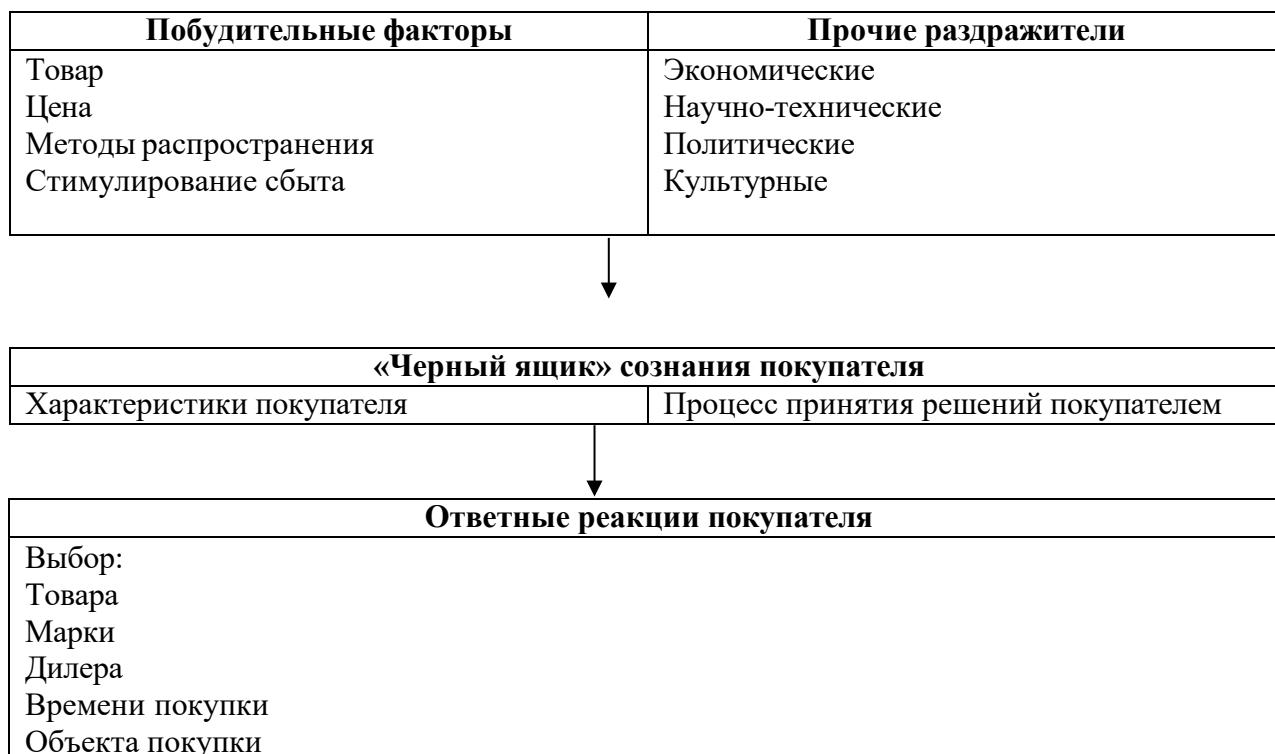 Побудительные факторы
Прочие раздражители
Товар
Цена
Методы распространения
Стимулирование сбыта
Экономические
Научно-технические
Политические
Культурные
«Черный ящик» сознания покупателя
Характеристики покупателя
Процесс принятия решений покупателем
Ответные реакции покупателя
Выбор:
Товара
Марки
Дилера
Времени покупки
Объекта покупки